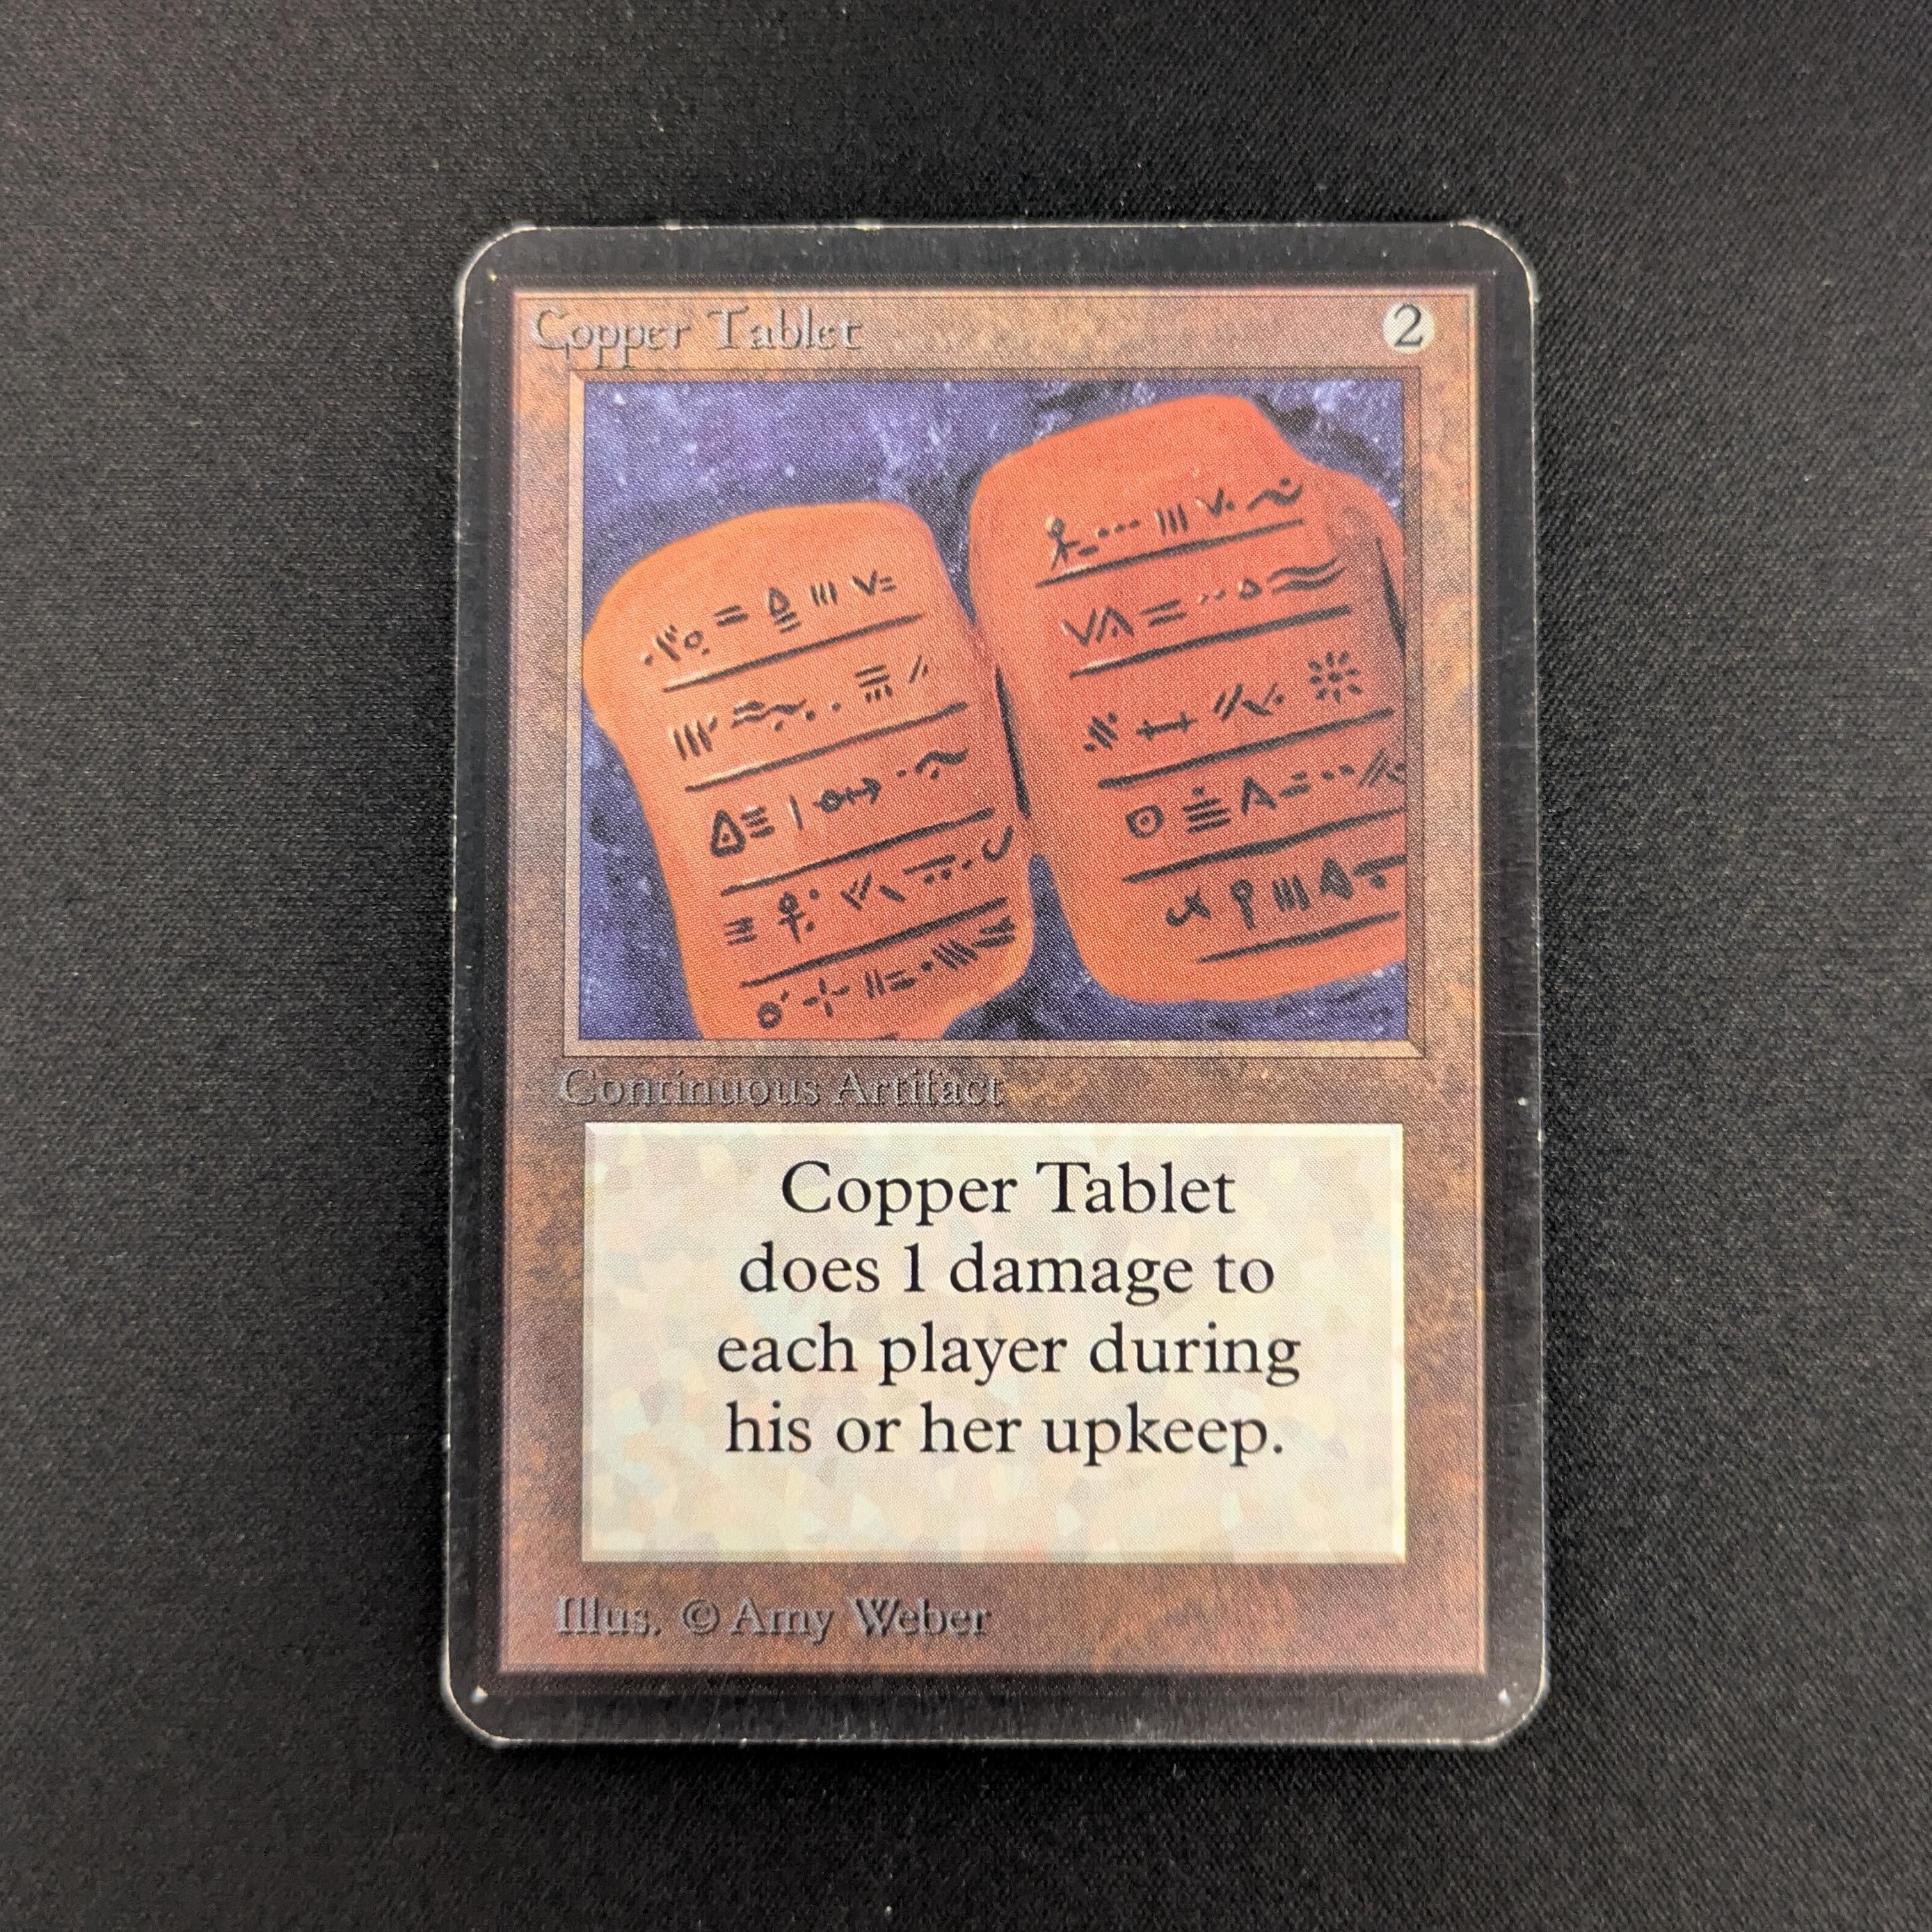 Copper Tablet 2
Continuous Artifact
Copper Tablet
does 1 damage to
each player during
his or her upkeep.
Illus. © Amy Weber